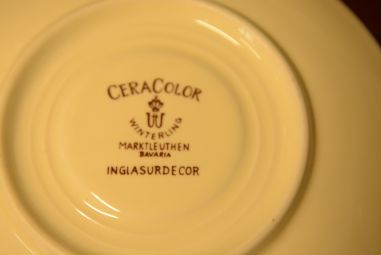 CERACOLOR
W
WINTERLING
MARKTLEUTHEN
BAVARIA
INGLASURDECOR